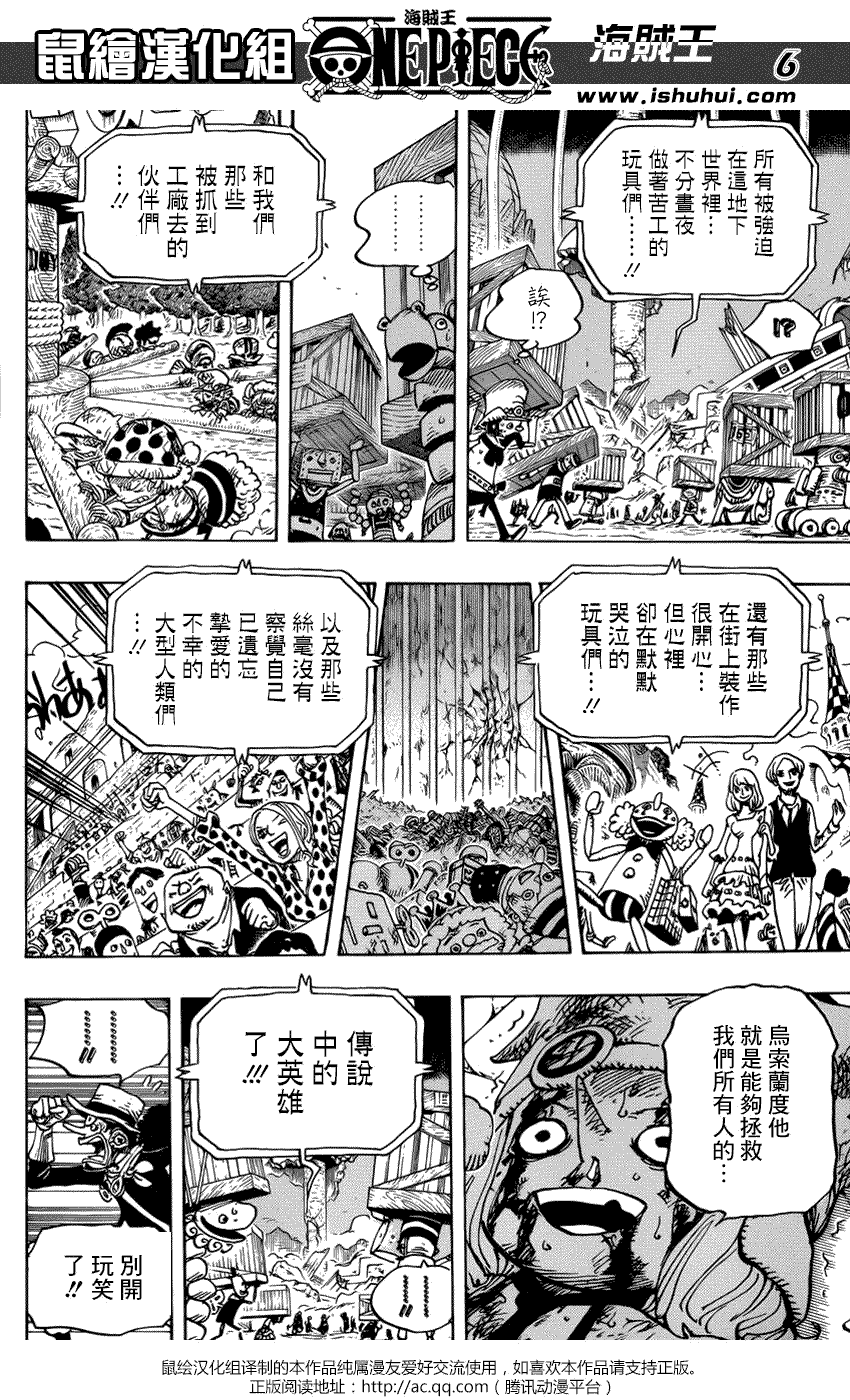 鼠繪漢化組
海賊王
ONE PIECE
海賊王
6
www.ishuhui.com
所有被強迫
在這地下
世界裡…
不分晝夜
做著苦工的
玩具們……!!
!?
誒!?
………
………
和我們
那些
被抓到
工廠去的
伙伴們
…!!
還有那些
在街上裝作
很開心…
但心裡
卻在默默
哭泣的
玩具們…!!
以及那些
絲毫沒有
察覺自己
已遺忘
摯愛的
不幸的
大型人類們
…!!
烏索蘭度他
就是能夠拯救
我們所有人的…
傳說
中的
大英雄
了!!!
別開
玩笑
了!!
鼠绘汉化组译制的本作品纯属漫友爱好交流使用，如喜欢本作品请支持正版。
正版阅读地址：http://ac.qq.com（腾讯动漫平台）